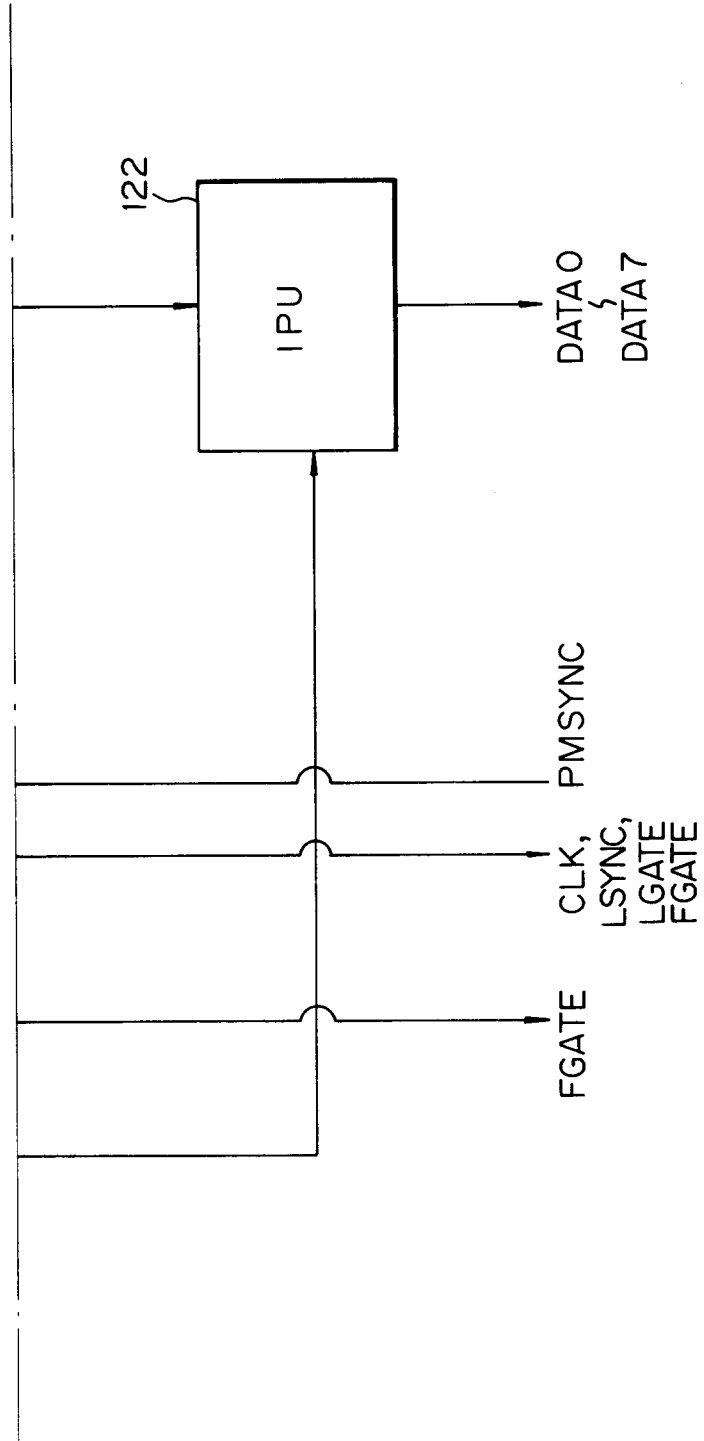 122
IPU
DATA 0
∫
DATA 7
PMSYNC
CLK,
LSYNC,
LGATE
FGATE
FGATE